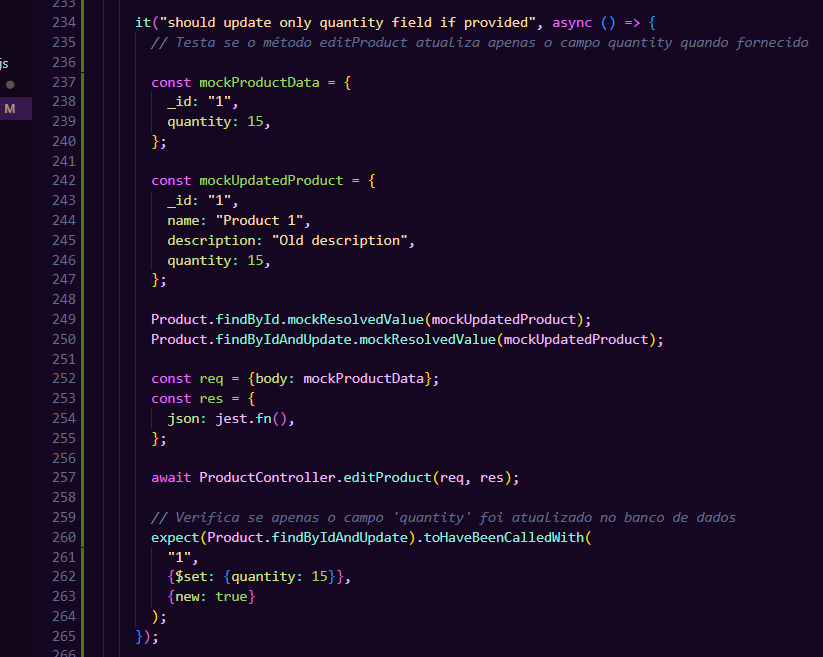 233
234 it("should update only quantity field if provided", async () => {
235 // Testa se o método editProduct atualiza apenas o campo quantity quando fornecido
js
236
237 const mockProductData = {
M
238 _id: "1",
239 quantity: 15,
240 };
241
242 const mockUpdatedProduct = {
243 _id: "1",
244 name: "Product 1",
245 description: "Old description",
246 quantity: 15,
247 };
248
249 Product.findById.mockResolvedValue(mockUpdatedProduct);
250 Product.findByIdAndUpdate.mockResolvedValue(mockUpdatedProduct);
251
252 const req = {body: mockProductData};
253 const res = {
254 json: jest.fn(),
255 };
256
257 await ProductController.editProduct(req, res);
258
259 // Verifica se apenas o campo 'quantity' foi atualizado no banco de dados
260 expect(Product.findByIdAndUpdate).toHaveBeenCalledWith(
261 "1",
262 {$set: {quantity: 15}},
263 {new: true}
264 );
265 });
266